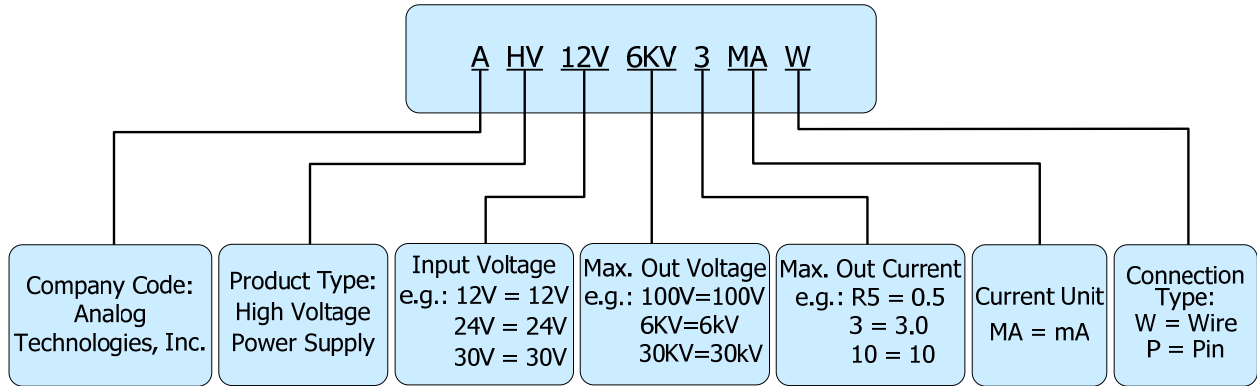 A HV 12V 6KV 3 MA W
Company Code:
Analog
Technologies, Inc.
Product Type:
High Voltage
Power Supply
Input Voltage
e.g.: 12V = 12V
24V = 24V
30V = 30V
Max. Out Voltage
e.g.: 100V=100V
6KV=6kV
30KV=30kV
Max. Out Current
e.g.: R5 = 0.5
3 = 3.0
10 = 10
Current Unit
MA = mA
Connection
Type:
W = Wire
P = Pin